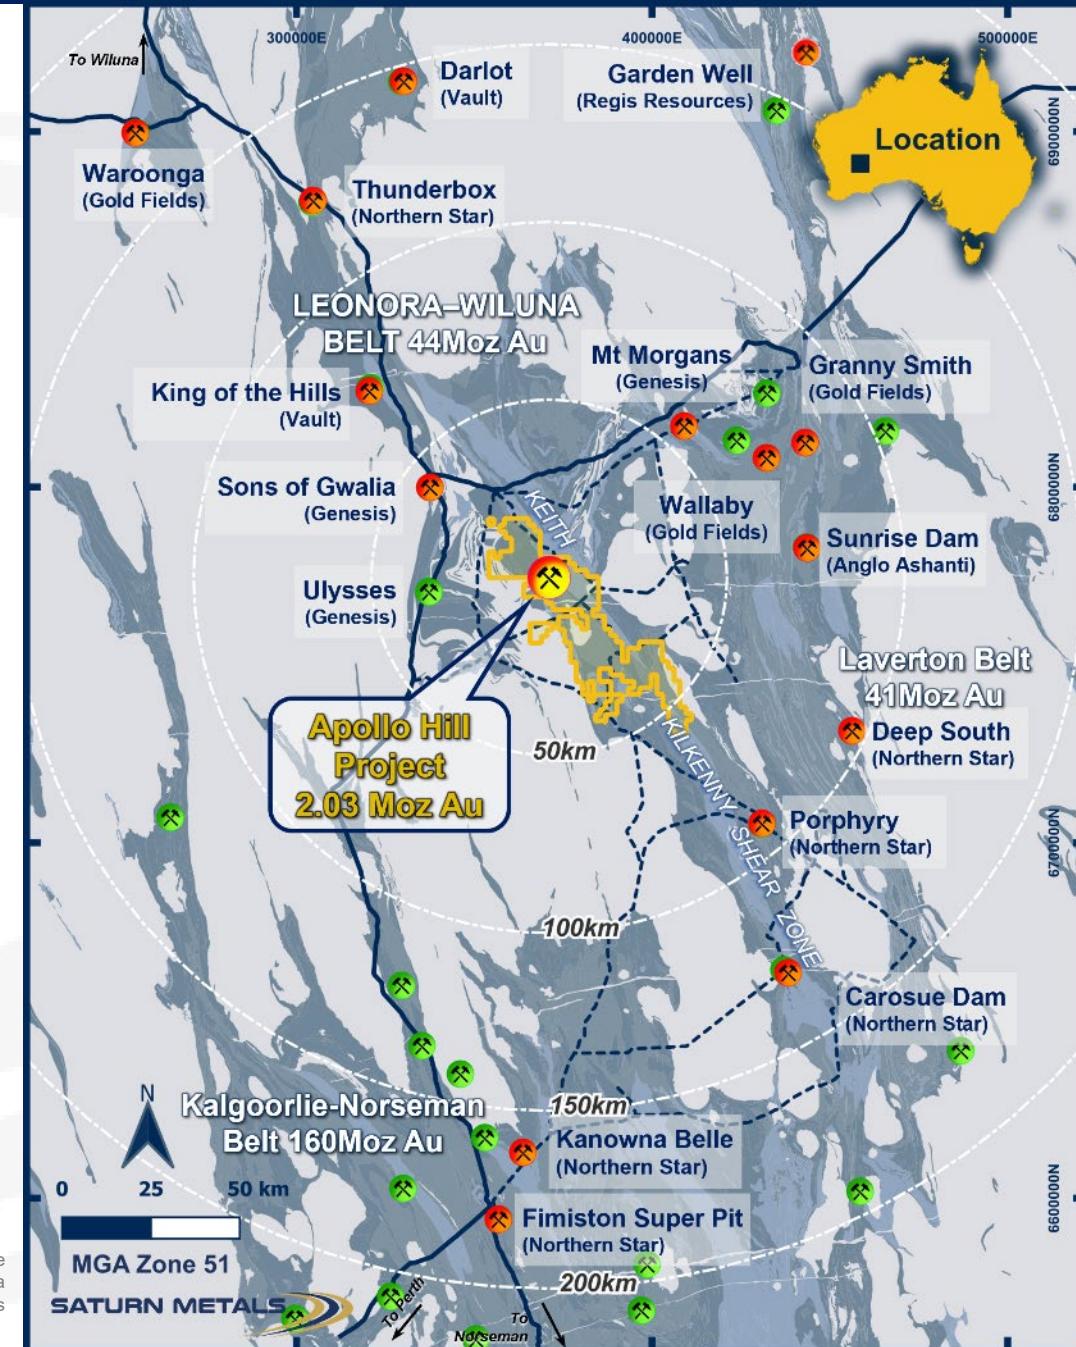 300000E
400000E
500000E
To Wiluna
Darlot
(Vault)
Garden Well
(Regis Resources)
Location
6900000N
Waroonga
(Gold Fields)
Thunderbox
(Northern Star)
LEONORA–WILUNA
BELT 44Moz Au
Mt Morgans
(Genesis)
Granny Smith
(Gold Fields)
King of the Hills
(Vault)
Sons of Gwalia
(Genesis)
KEITH
Wallaby
(Gold Fields)
6800000N
Sunrise Dam
(Anglo Ashanti)
Ulysses
(Genesis)
Laverton Belt
41Moz Au
Apollo Hill
Project
2.03 Moz Au
50km
KILKENNY SHEAR ZONE
Deep South
(Northern Star)
Porphyry
(Northern Star)
6700000N
100km
Carosue Dam
(Northern Star)
Kalgoorlie-Norseman
Belt 160Moz Au
150km
N
Kanowna Belle
(Northern Star)
0 25 50 km
Fimiston Super Pit
(Northern Star)
6600000N
MGA Zone 51
200km
SATURN METALS
To Perth
To
Norseman
e
a
s